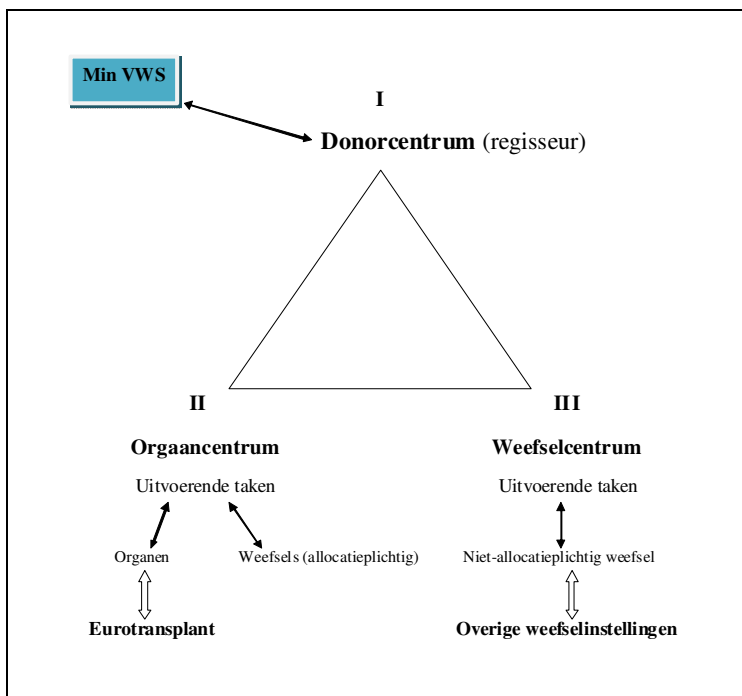 Min VWS
I
Donorcentrum (regisseur)
II
III
Orgaancentrum
Weefselcentrum
Uitvoerende taken
Uitvoerende taken
Organen
Weefsels (allocatieplichtig)
Niet-allocatieplichtig weefsel
Eurotransplant
Overige weefselinstellingen